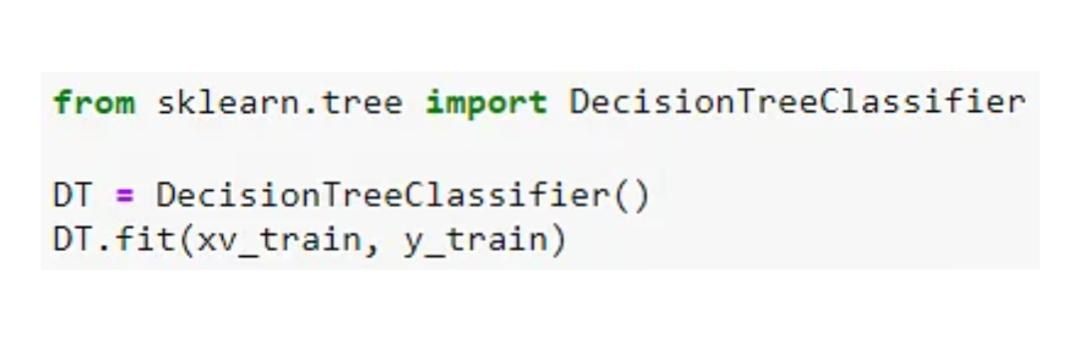 from sklearn.tree import DecisionTreeClassifier
DT = DecisionTreeClassifier()
DT.fit(xv_train, y_train)